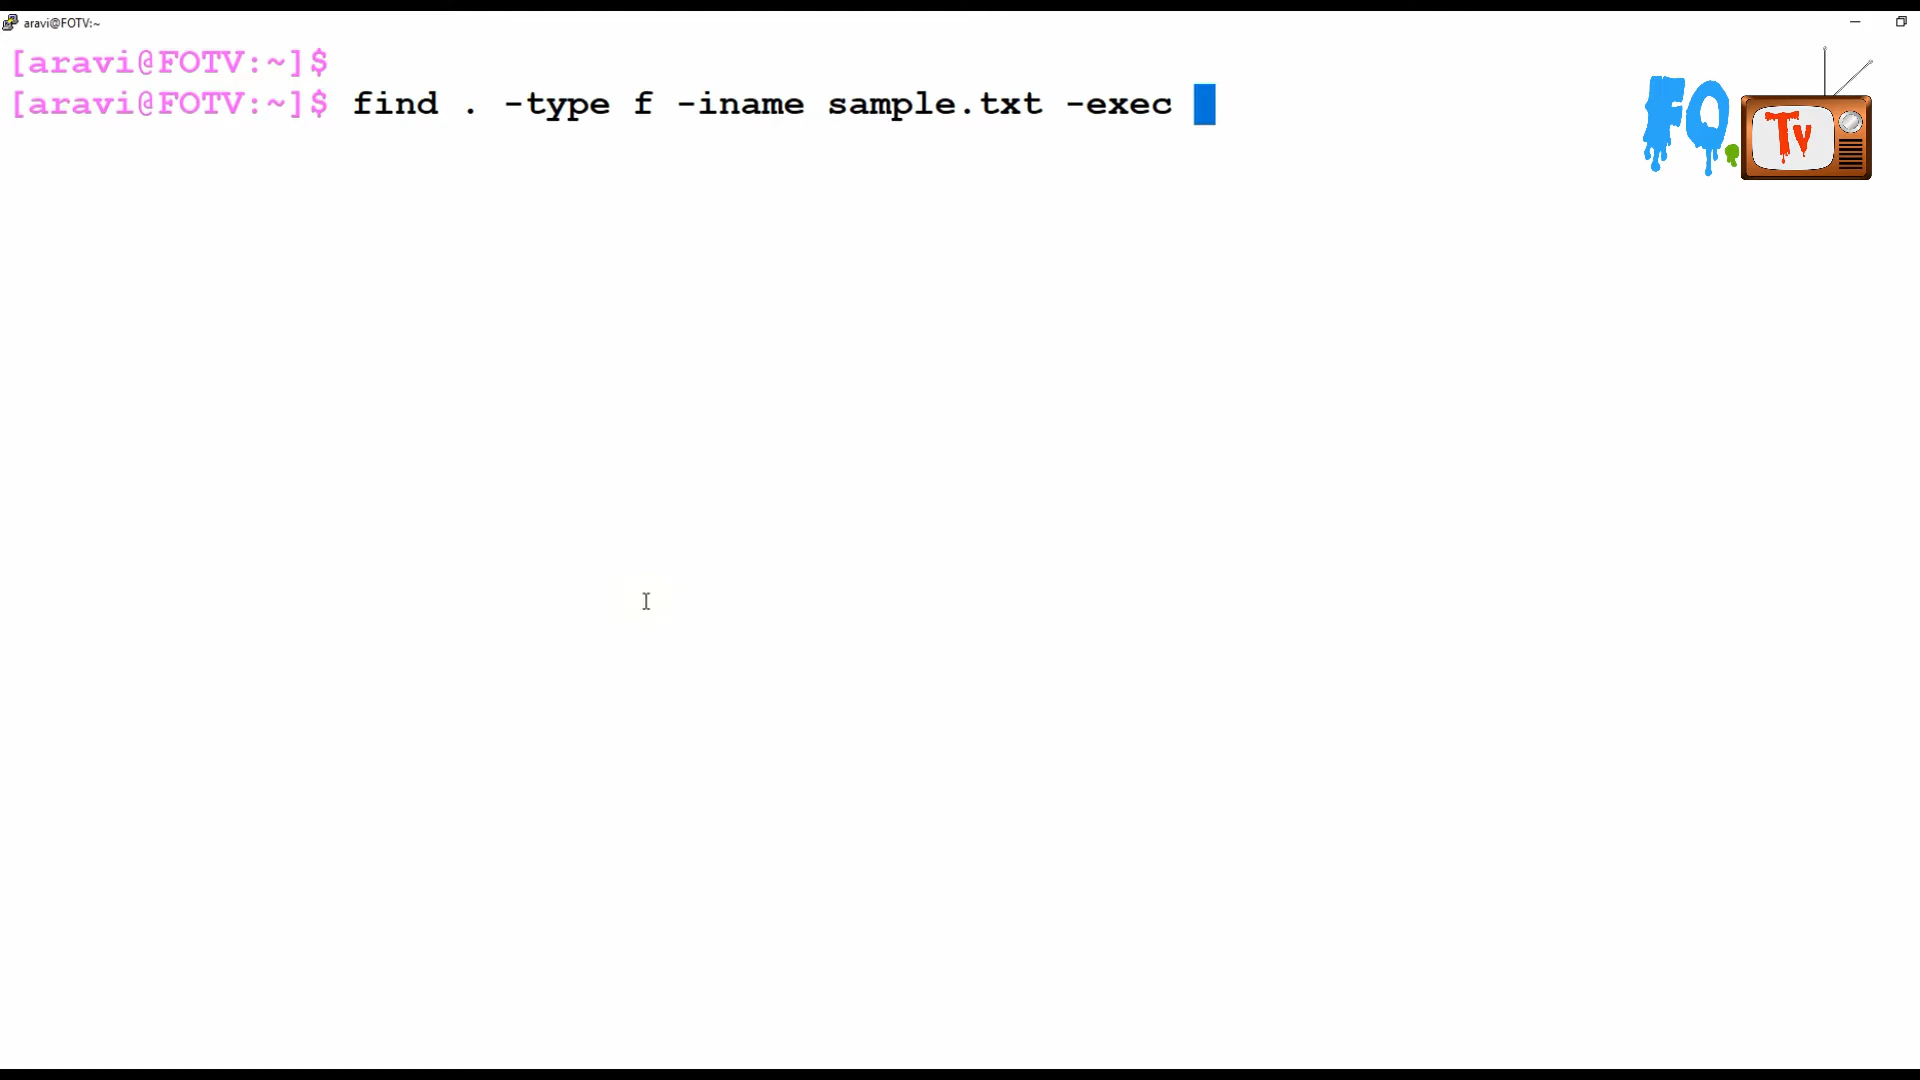 aravi@FOTV:~
[aravi@FOTV:~]$
[aravi@FOTV:~]$ find . -type f -iname sample.txt -exec
FO.
Tv